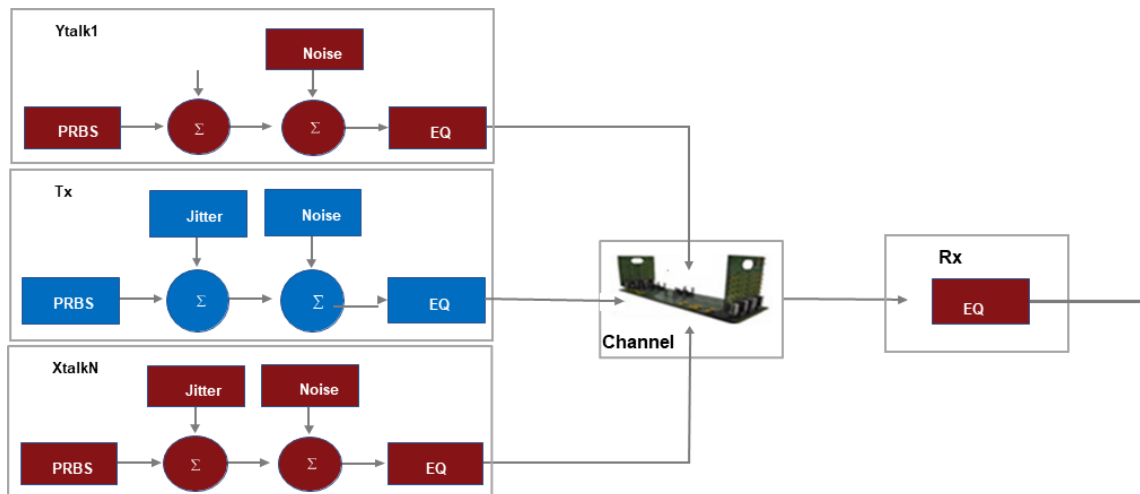 Ytalk1
Noise
PRBS
Σ
Σ
EQ
Tx
Jitter
Noise
PRBS
Σ
Σ
EQ
XtalkN
Jitter
Noise
PRBS
Σ
Σ
EQ
Channel
Rx
EQ